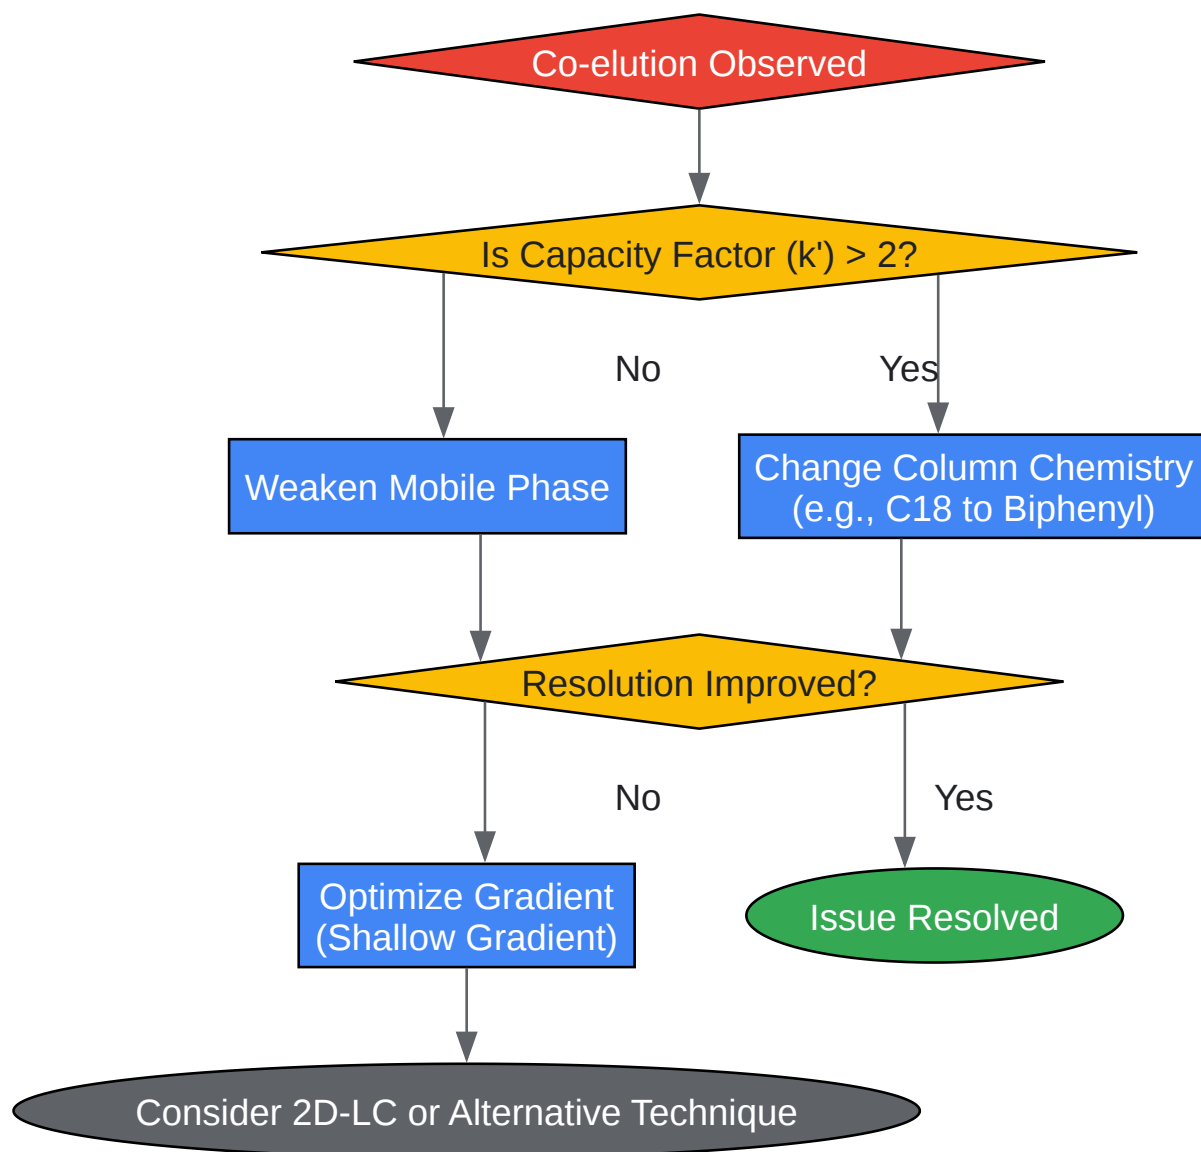 Co-elution Observed
Is Capacity Factor (k') > 2?
No
Yes
Weaken Mobile Phase
Change Column Chemistry
(e.g., C18 to Biphenyl)
Resolution Improved?
No
Yes
Optimize Gradient
(Shallow Gradient)
Issue Resolved
Consider 2D-LC or Alternative Technique